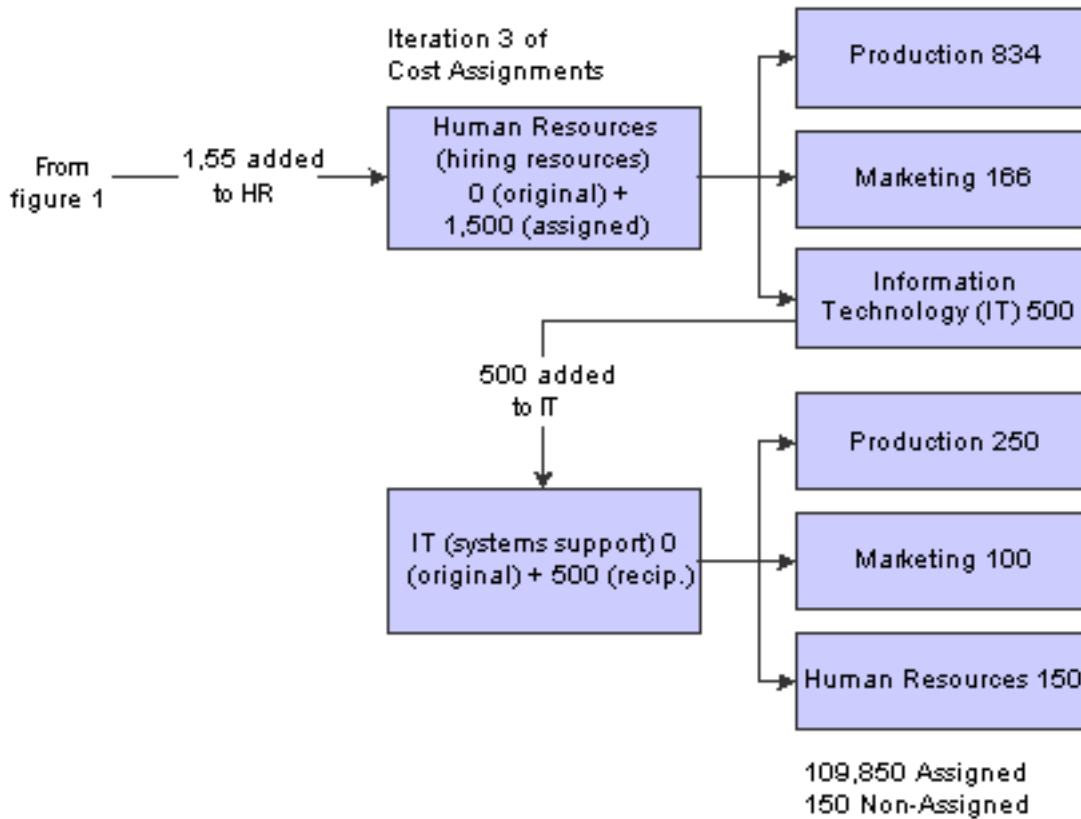 Iteration 3 of
Cost Assignments
From
figure 1
1,55 added
to HR
Human Resources
(hiring resources)
0 (original) +
1,500 (assigned)
Production 834
Marketing 166
Information
Technology (IT) 500
500 added
to IT
IT (systems support) 0
(original) + 500 (recip.)
Production 250
Marketing 100
Human Resources 150
109,850 Assigned
150 Non-Assigned